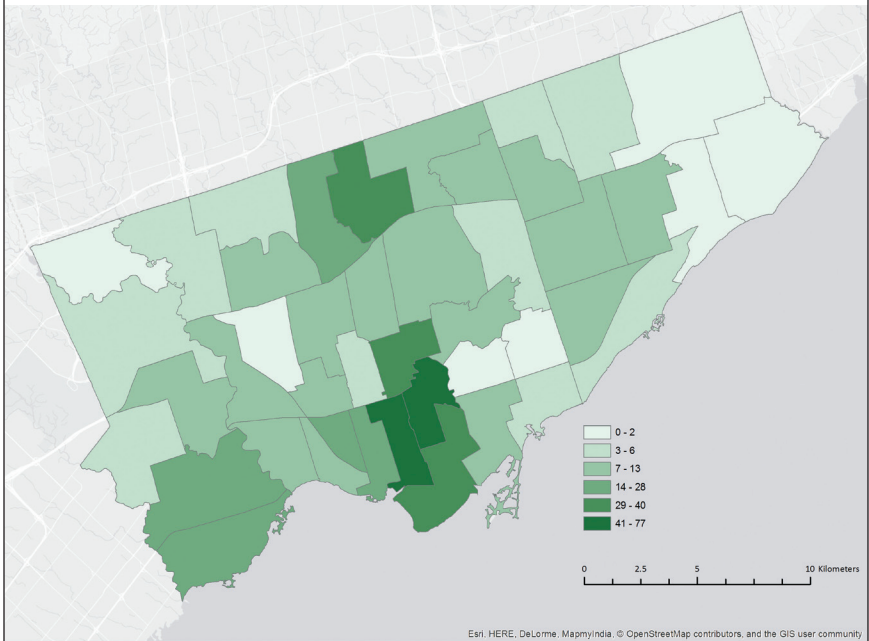 0 - 2
3 - 6
7 - 13
14 - 28
29 - 40
41 - 77
0 2.5 5 10 Kilometers
Esri, HERE, DeLorme, MapmyIndia, © OpenStreetMap contributors, and the GIS user community